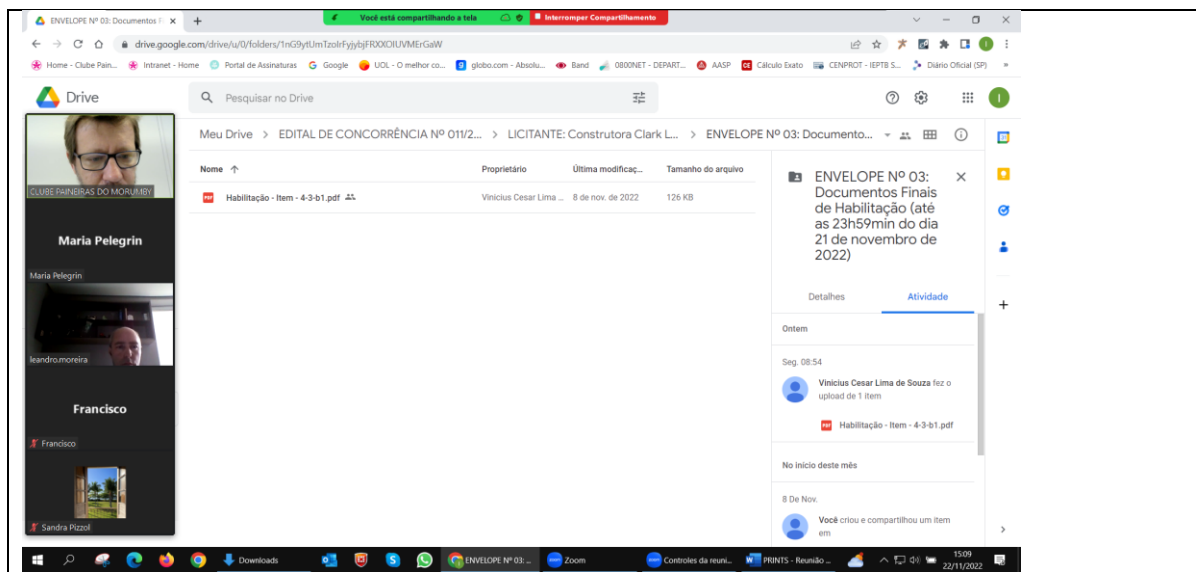 ENVELOPE Nº 03: Documentos F
Você está compartilhando a tela
Interromper Compartilhamento
drive.google.com/drive/u/0/folders/1nG9ytUmTzoIrFyjybjFRXXOIUVMErGaW
Home - Clube Pain...
Intranet - Home
Portal de Assinaturas
Google
UOL - O melhor co...
globo.com - Absolu...
Band
0800NET - DEPART...
AASP
Cálculo Exato
CENPROT - IEPTB S...
Diário Oficial (SP)
»
Drive
Pesquisar no Drive
I
Meu Drive > EDITAL DE CONCORRÊNCIA Nº 011/2... > LICITANTE: Construtora Clark L... > ENVELOPE Nº 03: Documento...
Nome
Proprietário
Última modificaç...
Tamanho do arquivo
Habilitação - Item - 4-3-b1.pdf
Vinicius Cesar Lima ...
8 de nov. de 2022
126 KB
ENVELOPE Nº 03:
Documentos Finais
de Habilitação (até
as 23h59min do dia
21 de novembro de
2022)
Detalhes
Atividade
Ontem
Seg. 08:54
Vinicius Cesar Lima de Souza fez o
upload de 1 item
PDF
Habilitação - Item - 4-3-b1.pdf
No início deste mês
8 De Nov.
Você criou e compartilhou um item
em
CLUBE PAINEIRAS DO MORUMBY
Maria Pelegrin
Maria Pelegrin
leandro.moreira
Francisco
Francisco
Sandra Pizzol
Downloads
ENVELOPE Nº 03: ...
Zoom
Controles da reuni...
PRINTS - Reunião ...
15:09
22/11/2022